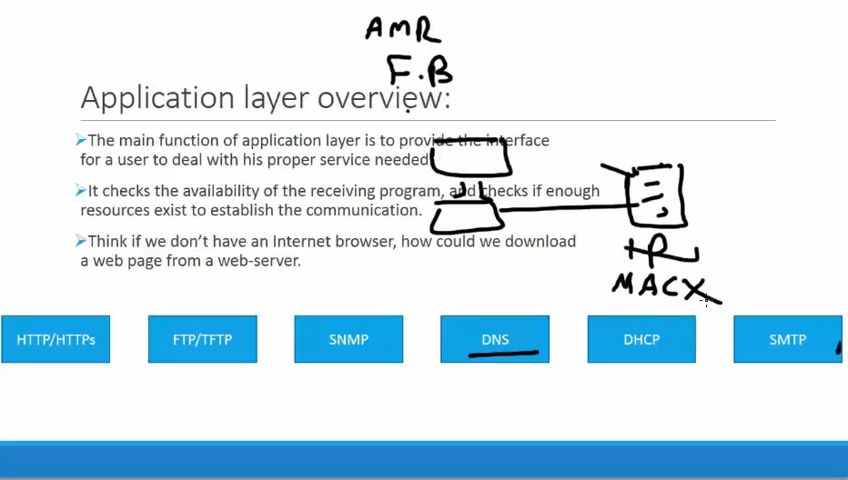 AMR
F.B
Application layer overview:
The main function of application layer is to provide the interface
for a user to deal with his proper service needed
It checks the availability of the receiving program, and checks if enough
resources exist to establish the communication.
Think if we don't have an Internet browser, how could we download
a web page from a web-server.
MAC
HTTP/HTTPs
FTP/TFTP
SNMP
DNS
DHCP
SMTP